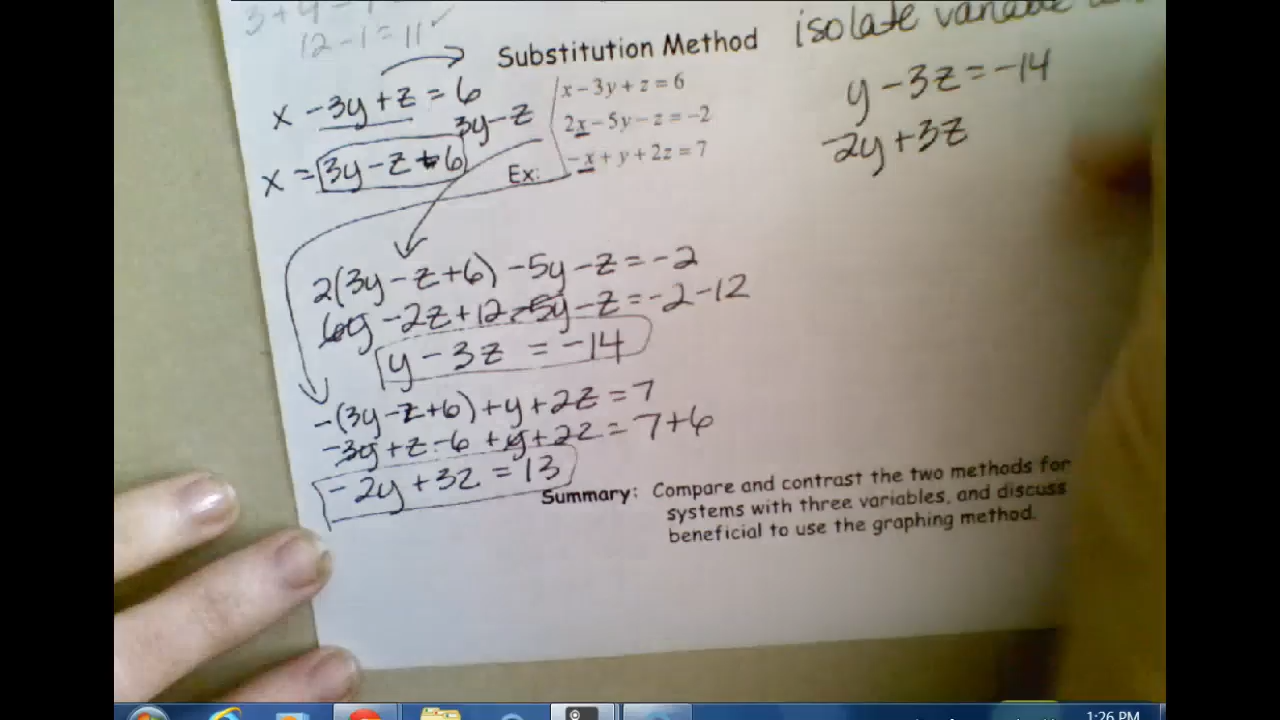 3 + 4 -
12 - 1 = 11 ✓
Substitution Method
isolate variable
x - 3y + z = 6
3y - z
x = 3y - z + 6
x - 3y + z = 6
2x - 5y - z = -2
-x + y + 2z = 7
Ex:
y - 3z = -14
-2y + 3z
2(3y - z + 6) - 5y - z = -2
6y - 2z + 12 - 5y - z = -2 - 12
y - 3z = -14
-(3y - z + 6) + y + 2z = 7
-3y + z - 6 + y + 2z = 7 + 6
-2y + 3z = 13
Summary: Compare and contrast the two methods for
systems with three variables, and discuss
beneficial to use the graphing method.
1:26 PM